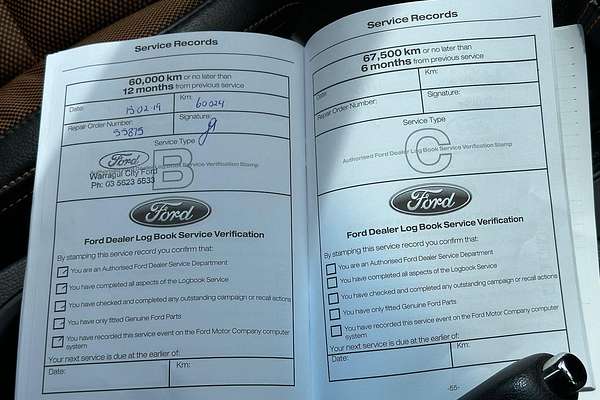 Service Records
60,000 km or no later than
12 months from previous service
Date: 13.02.19
Km: 60024
Repair Order Number: 55875
Signature:
Service Type
B
Ford
Warragul City Ford
Ph: 03 5623 5533
Ford
Ford Dealer Log Book Service Verification
By stamping this service record you confirm that:
You are an Authorised Ford Dealer Service Department
You have completed all aspects of the Logbook Service
You have checked and completed any outstanding campaign or recall actions
You have only fitted Genuine Ford Parts
You have recorded this service event on the Ford Motor Company computer
system
Your next service is due at the earlier of:
Date:
Km:
Service Records
67,500 km or no later than
6 months from previous service
Date:
Km:
Repair Order Number:
Signature:
Service Type
C
Authorised Ford Dealer Log Book Service Verification Stamp
Ford
Ford Dealer Log Book Service Verification
By stamping this service record you confirm that:
You are an Authorised Ford Dealer Service Department
You have completed all aspects of the Logbook Service
You have checked and completed any outstanding campaign or recall actions
You have only fitted Genuine Ford Parts
You have recorded this service event on the Ford Motor Company computer
system
Your next service is due at the earlier of:
Date:
Km:
-55-